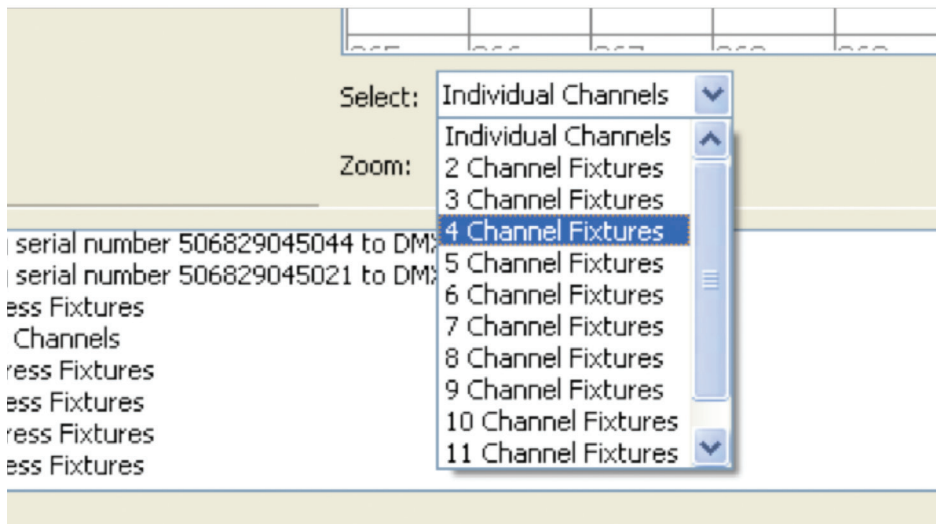 Select: Individual Channels
Individual Channels
Zoom: 2 Channel Fixtures
3 Channel Fixtures
4 Channel Fixtures
5 Channel Fixtures
6 Channel Fixtures
7 Channel Fixtures
8 Channel Fixtures
9 Channel Fixtures
10 Channel Fixtures
11 Channel Fixtures
serial number 506829045044 to DM
serial number 506829045021 to DM
ess Fixtures
Channels
ress Fixtures
ess Fixtures
ress Fixtures
ess Fixtures